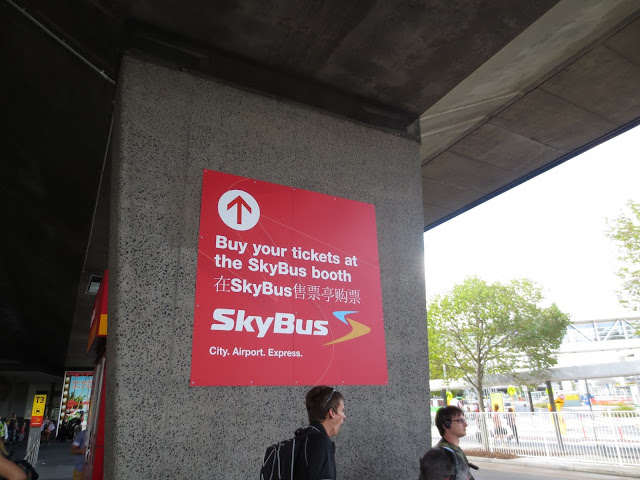 Buy your tickets at
the SkyBus booth
在SkyBus售票亭购票
SkyBus
City. Airport. Express.
T3